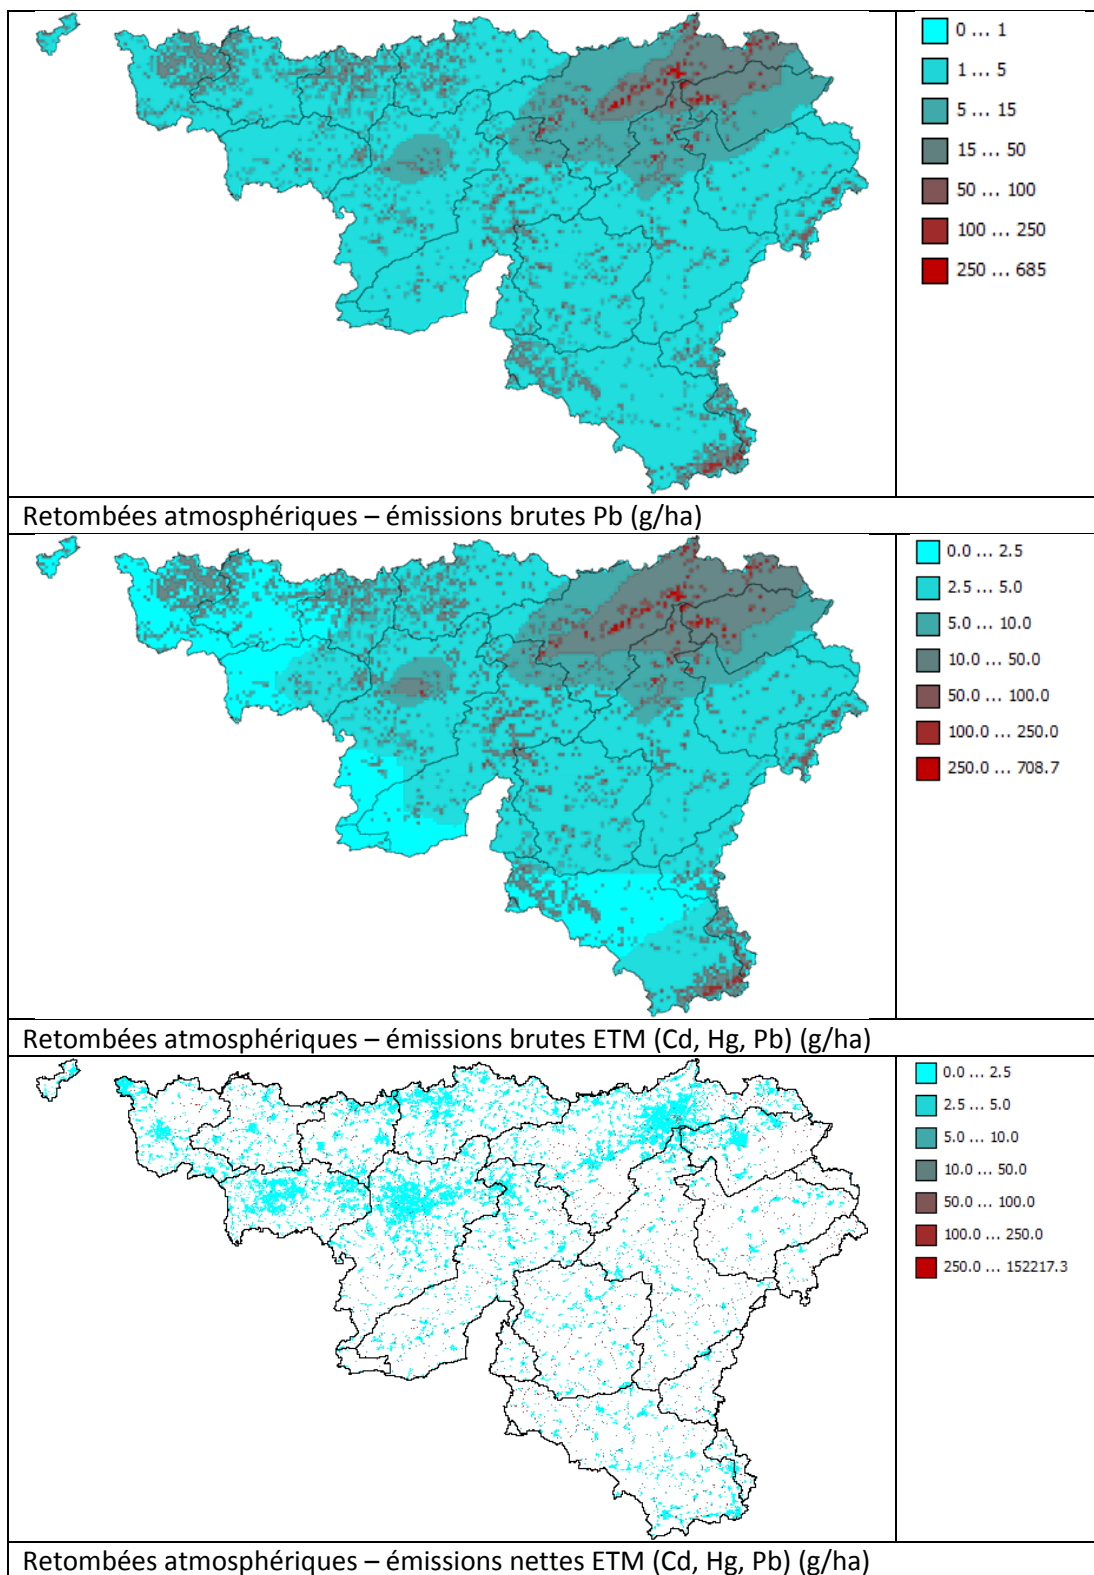 0 ... 1
1 ... 5
5 ... 15
15 ... 50
50 ... 100
100 ... 250
250 ... 685
Retombées atmosphériques – émissions brutes Pb (g/ha)
0.0 ... 2.5
2.5 ... 5.0
5.0 ... 10.0
10.0 ... 50.0
50.0 ... 100.0
100.0 ... 250.0
250.0 ... 708.7
Retombées atmosphériques – émissions brutes ETM (Cd, Hg, Pb) (g/ha)
0.0 ... 2.5
2.5 ... 5.0
5.0 ... 10.0
10.0 ... 50.0
50.0 ... 100.0
100.0 ... 250.0
250.0 ... 152217.3
Retombées atmosphériques – émissions nettes ETM (Cd, Hg, Pb) (g/ha)